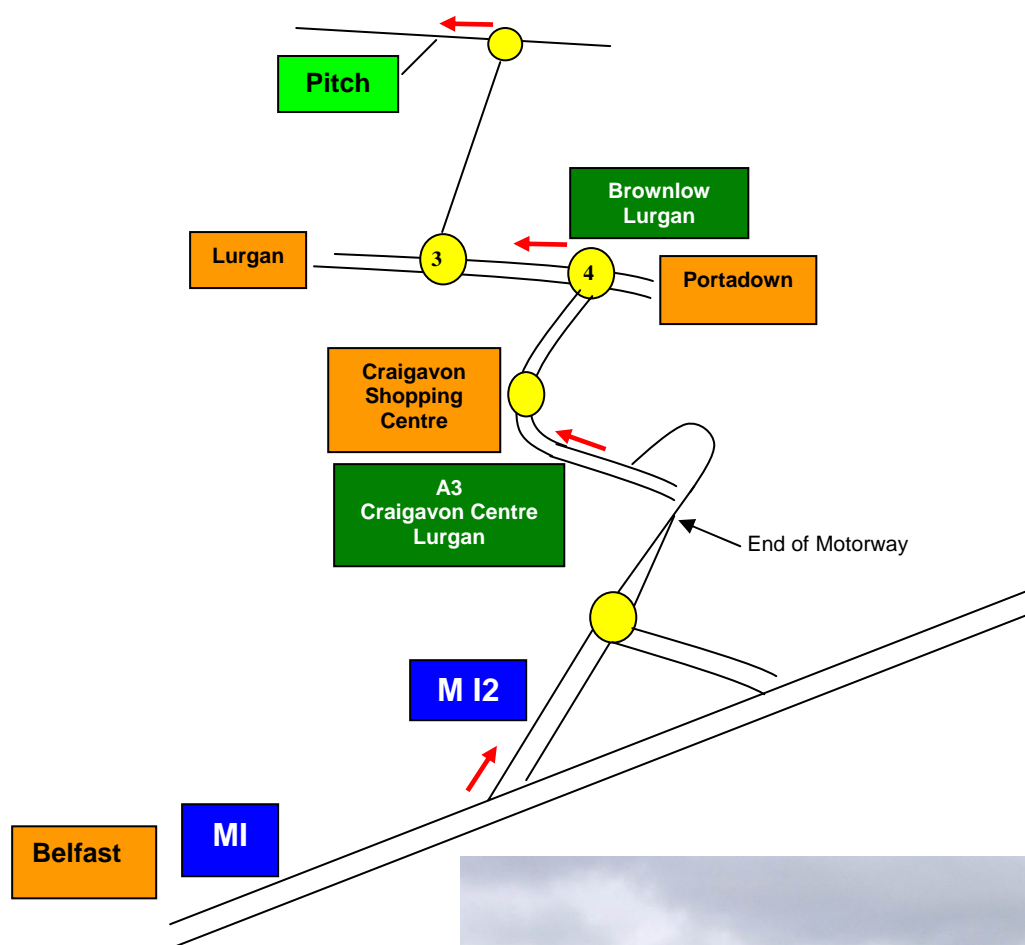 Pitch
Brownlow
Lurgan
Lurgan
3
4
Portadown
Craigavon
Shopping
Centre
A3
Craigavon Centre
Lurgan
End of Motorway
M I2
MI
Belfast